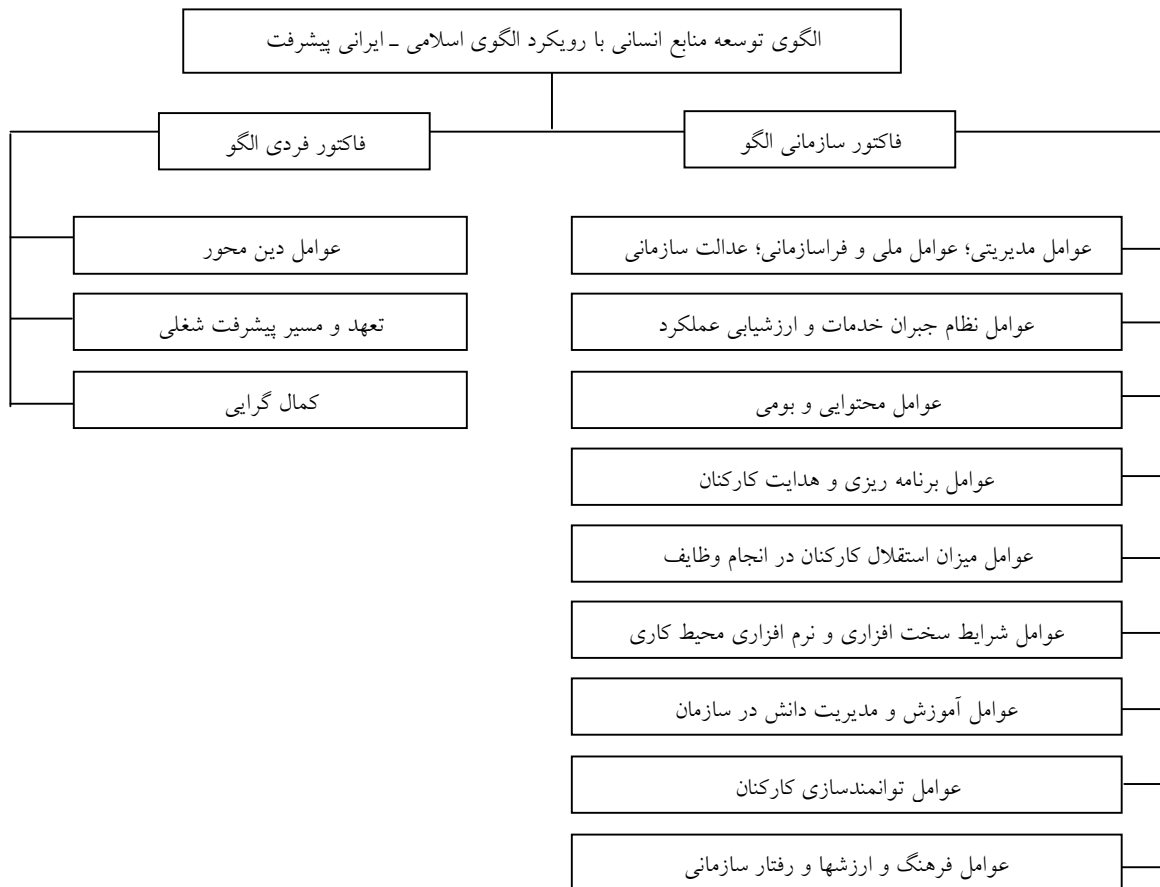 الگوی توسعه منابع انسانی با رویکرد الگوی اسلامی ـ ایرانی پیشرفت
فاکتور سازمانی الگو
عوامل مدیریتی؛ عوامل ملی و فراسازمانی؛ عدالت سازمانی
عوامل نظام جبران خدمات و ارزشیابی عملکرد
عوامل محتوایی و بومی
عوامل برنامه ریزی و هدایت کارکنان
عوامل میزان استقلال کارکنان در انجام وظایف
عوامل شرایط سخت افزاری و نرم افزاری محیط کاری
عوامل آموزش و مدیریت دانش در سازمان
عوامل توانمندسازی کارکنان
عوامل فرهنگ و ارزشها و رفتار سازمانی
فاکتور فردی الگو
عوامل دین محور
تعهد و مسیر پیشرفت شغلی
کمال گرایی